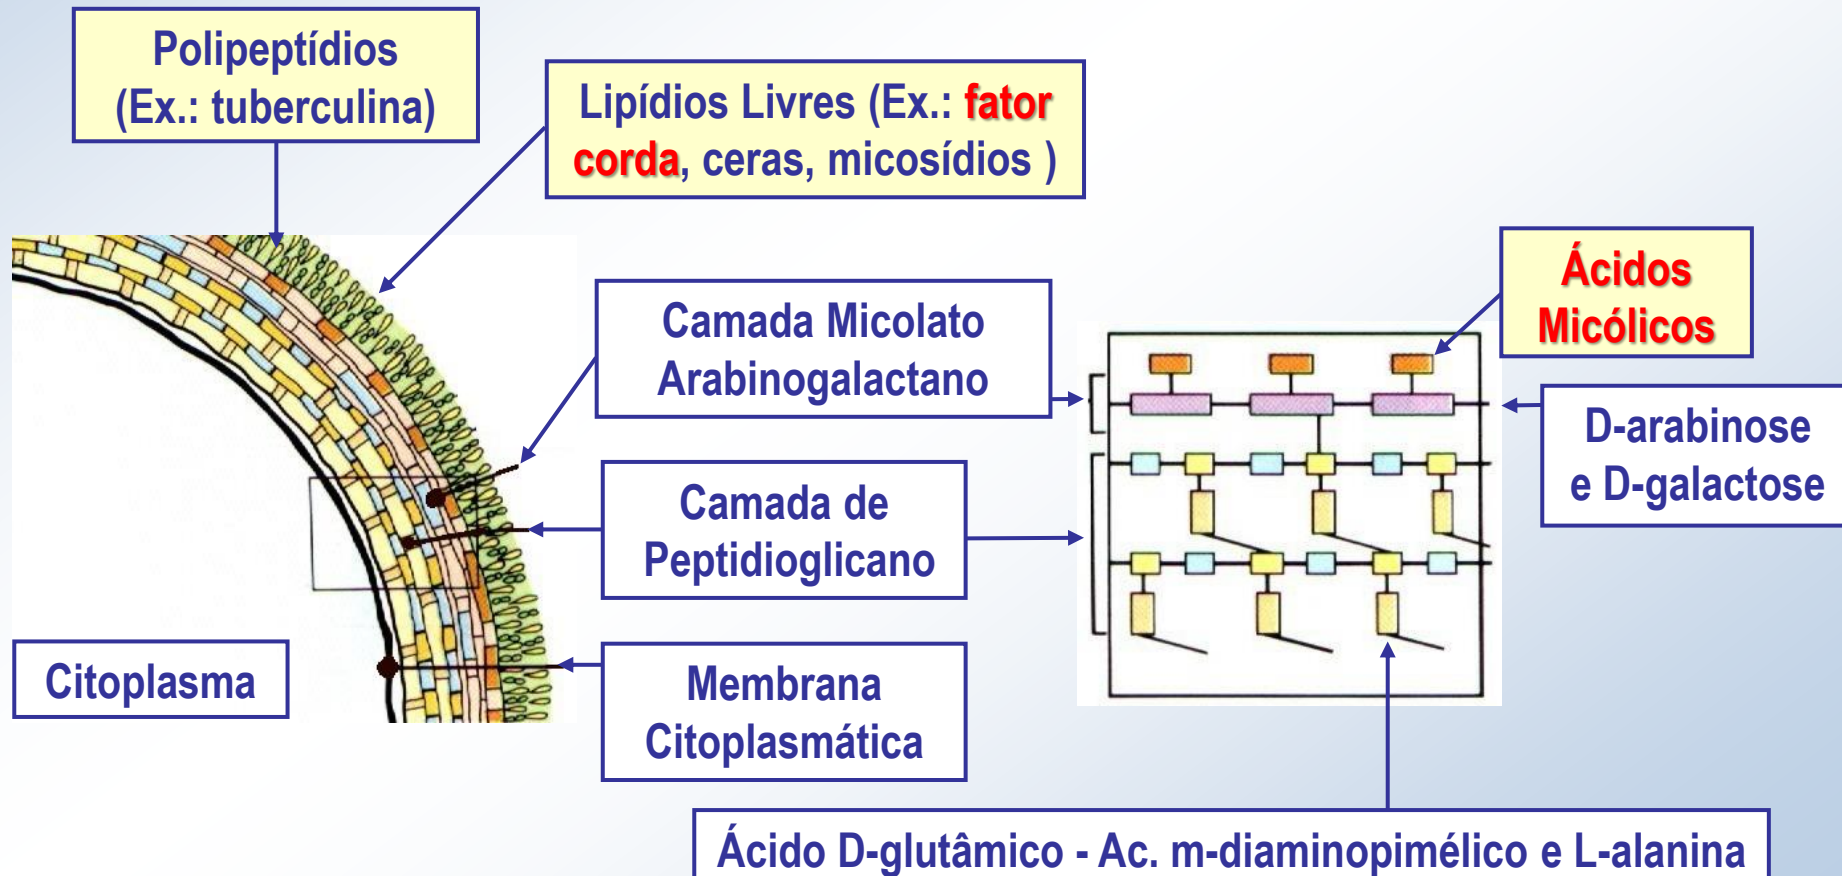 Polipeptídios
(Ex.: tuberculina)
Lipídios Livres (Ex.: fator
corda, ceras, micosídios )
Ácidos
Micólicos
Camada Micolato
Arabinogalactano
D-arabinose
e D-galactose
Camada de
Peptidioglicano
Citoplasma
Membrana
Citoplasmática
Ácido D-glutâmico - Ac. m-diaminopimélico e L-alanina